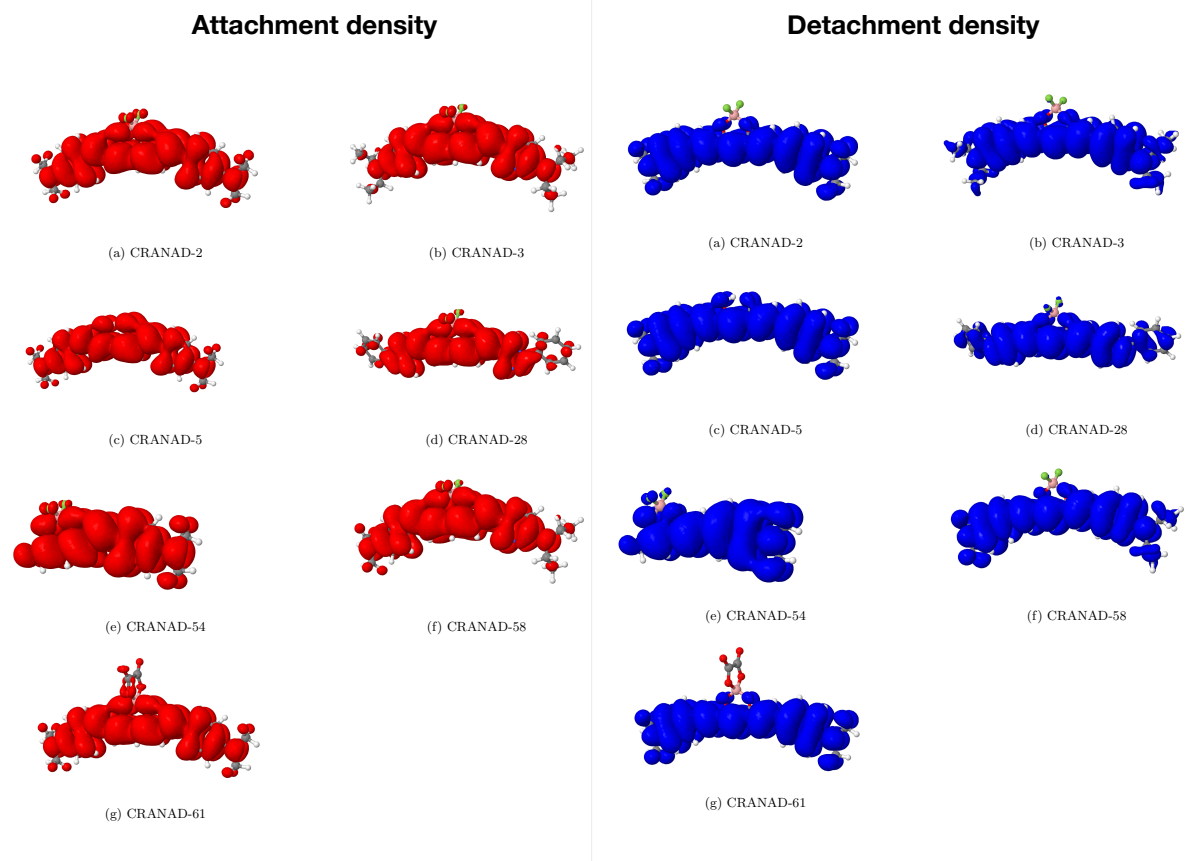 Attachment density
(a) CRANAD-2
(b) CRANAD-3
(c) CRANAD-5
(d) CRANAD-28
(e) CRANAD-54
(f) CRANAD-58
(g) CRANAD-61
Detachment density
(a) CRANAD-2
(b) CRANAD-3
(c) CRANAD-5
(d) CRANAD-28
(e) CRANAD-54
(f) CRANAD-58
(g) CRANAD-61